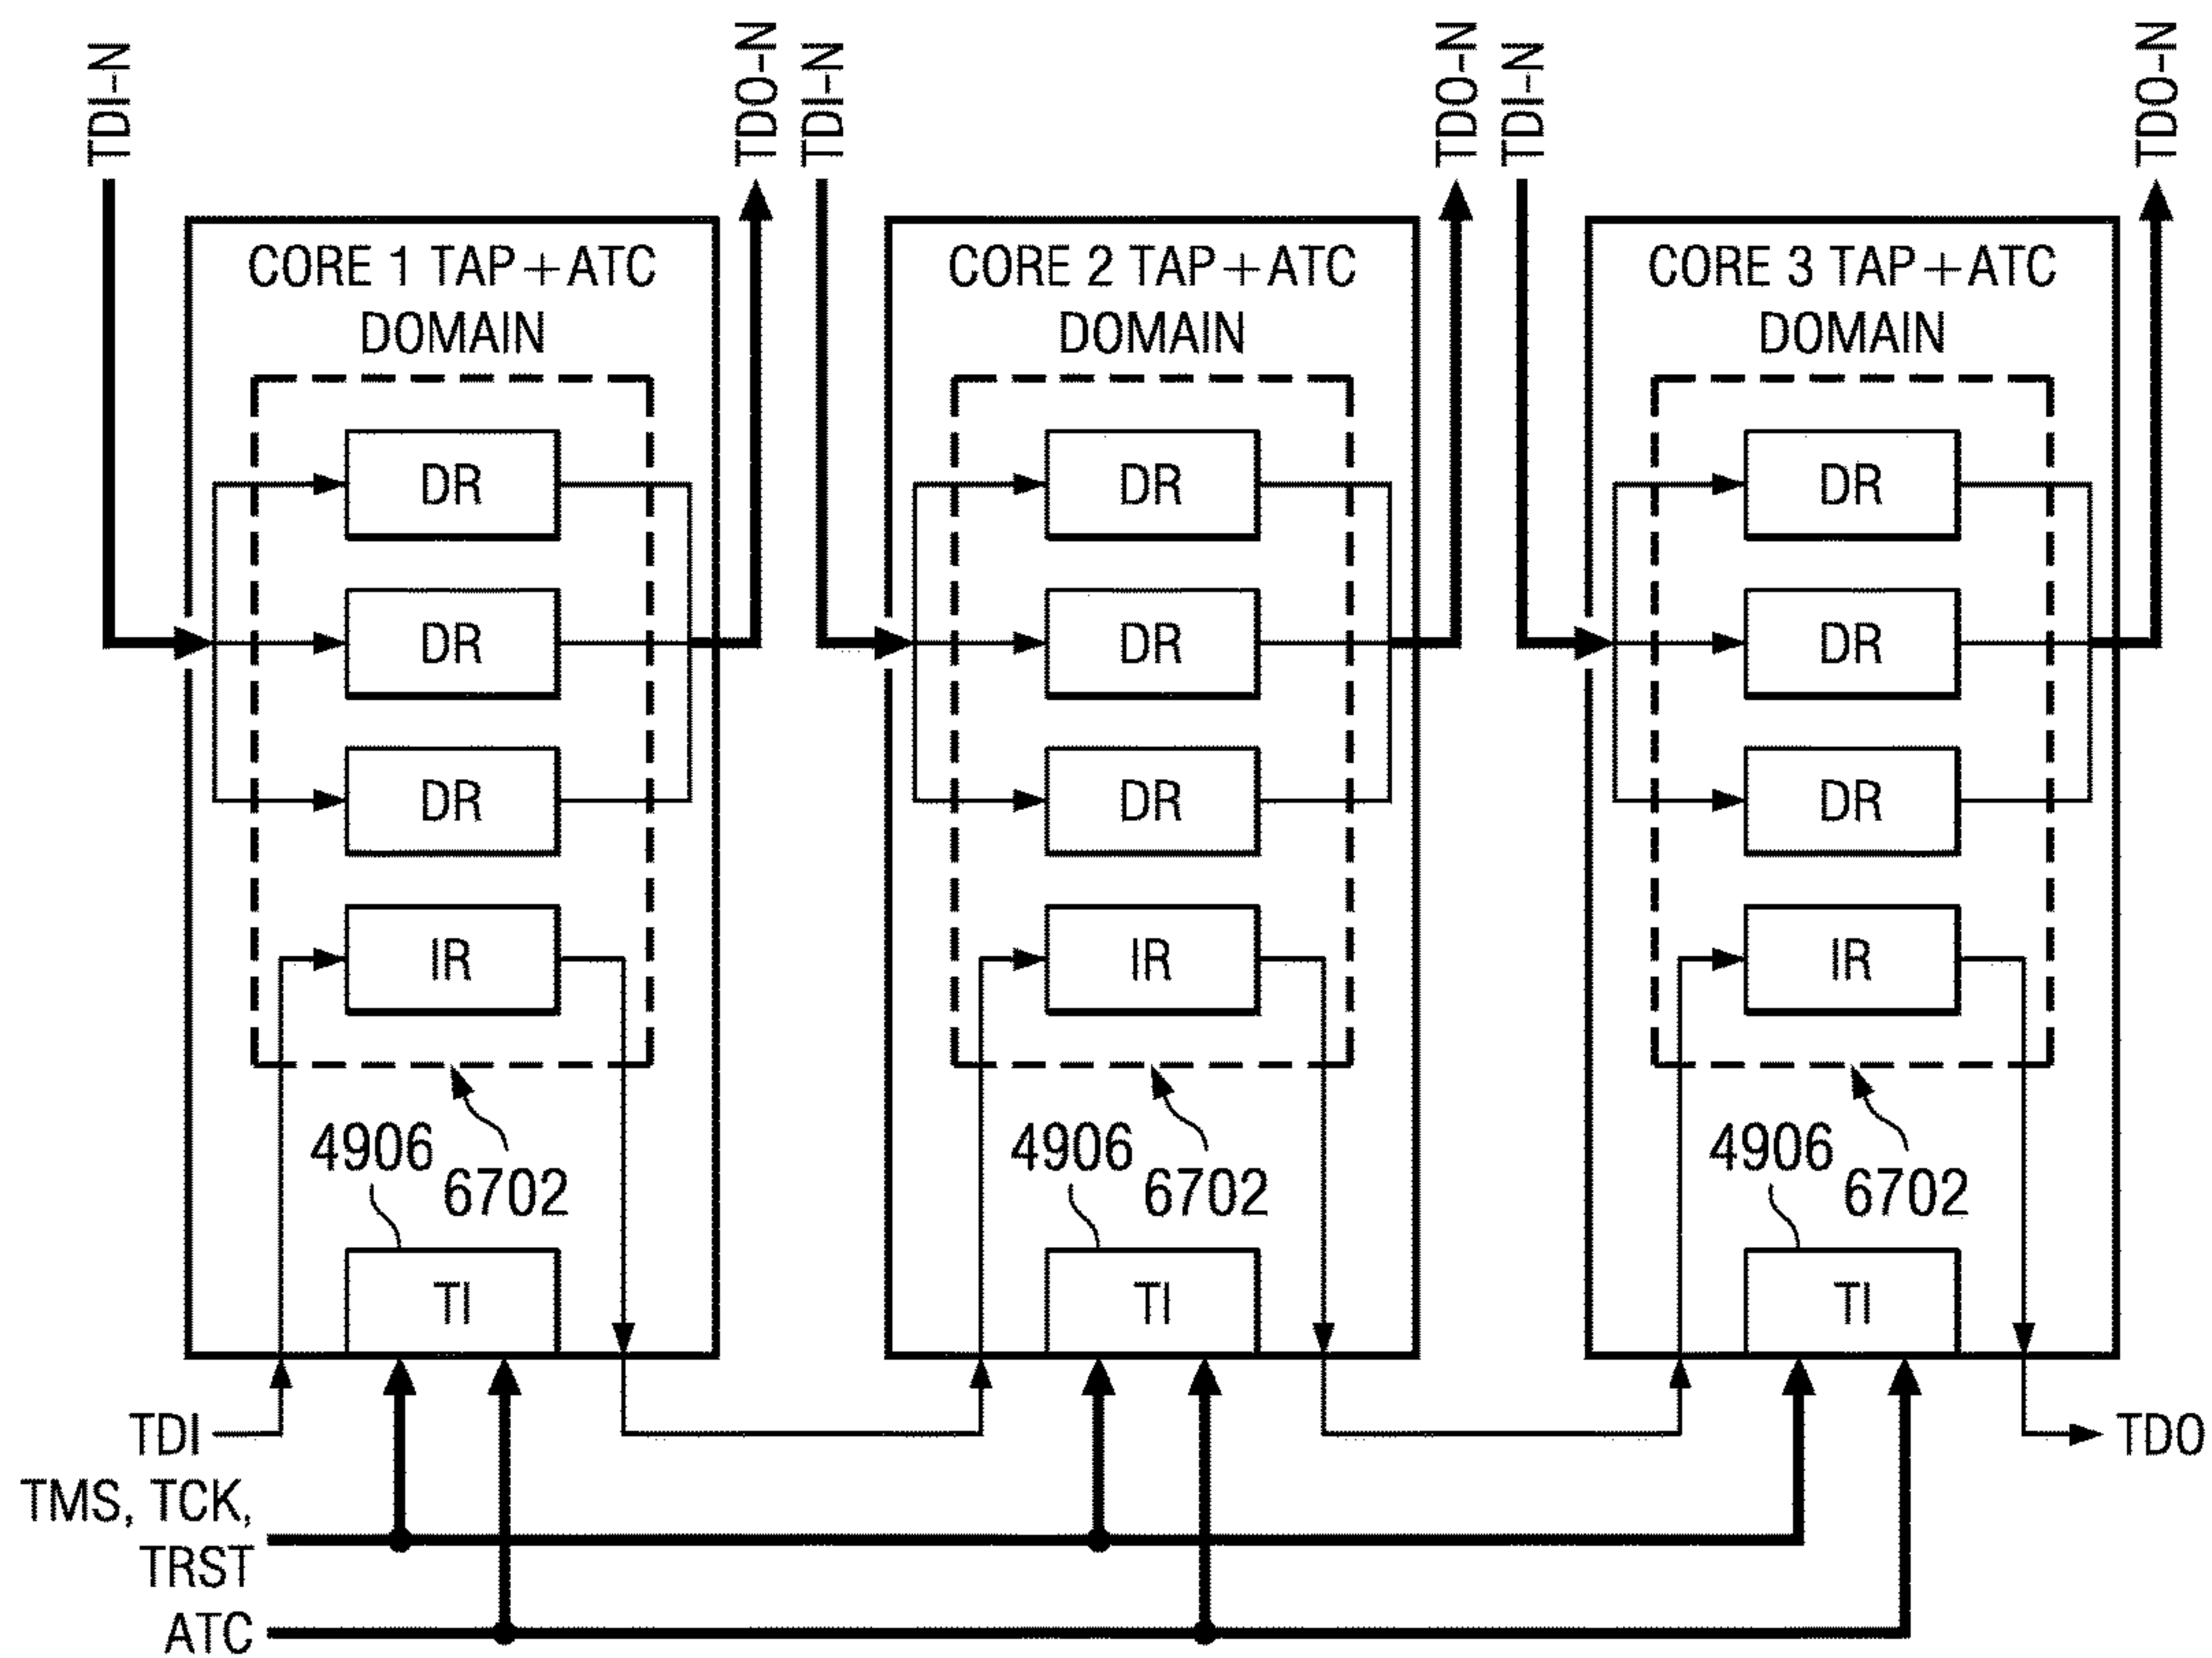 TDI-N
TDO-N
TDI-N
TDO-N
TDI-N
TDO-N
CORE 1 TAP+ATC
DOMAIN
DR
DR
DR
IR
4906
6702
TI
CORE 2 TAP+ATC
DOMAIN
DR
DR
DR
IR
4906
6702
TI
CORE 3 TAP+ATC
DOMAIN
DR
DR
DR
IR
4906
6702
TI
TDI
TDO
TMS, TCK,
TRST
ATC